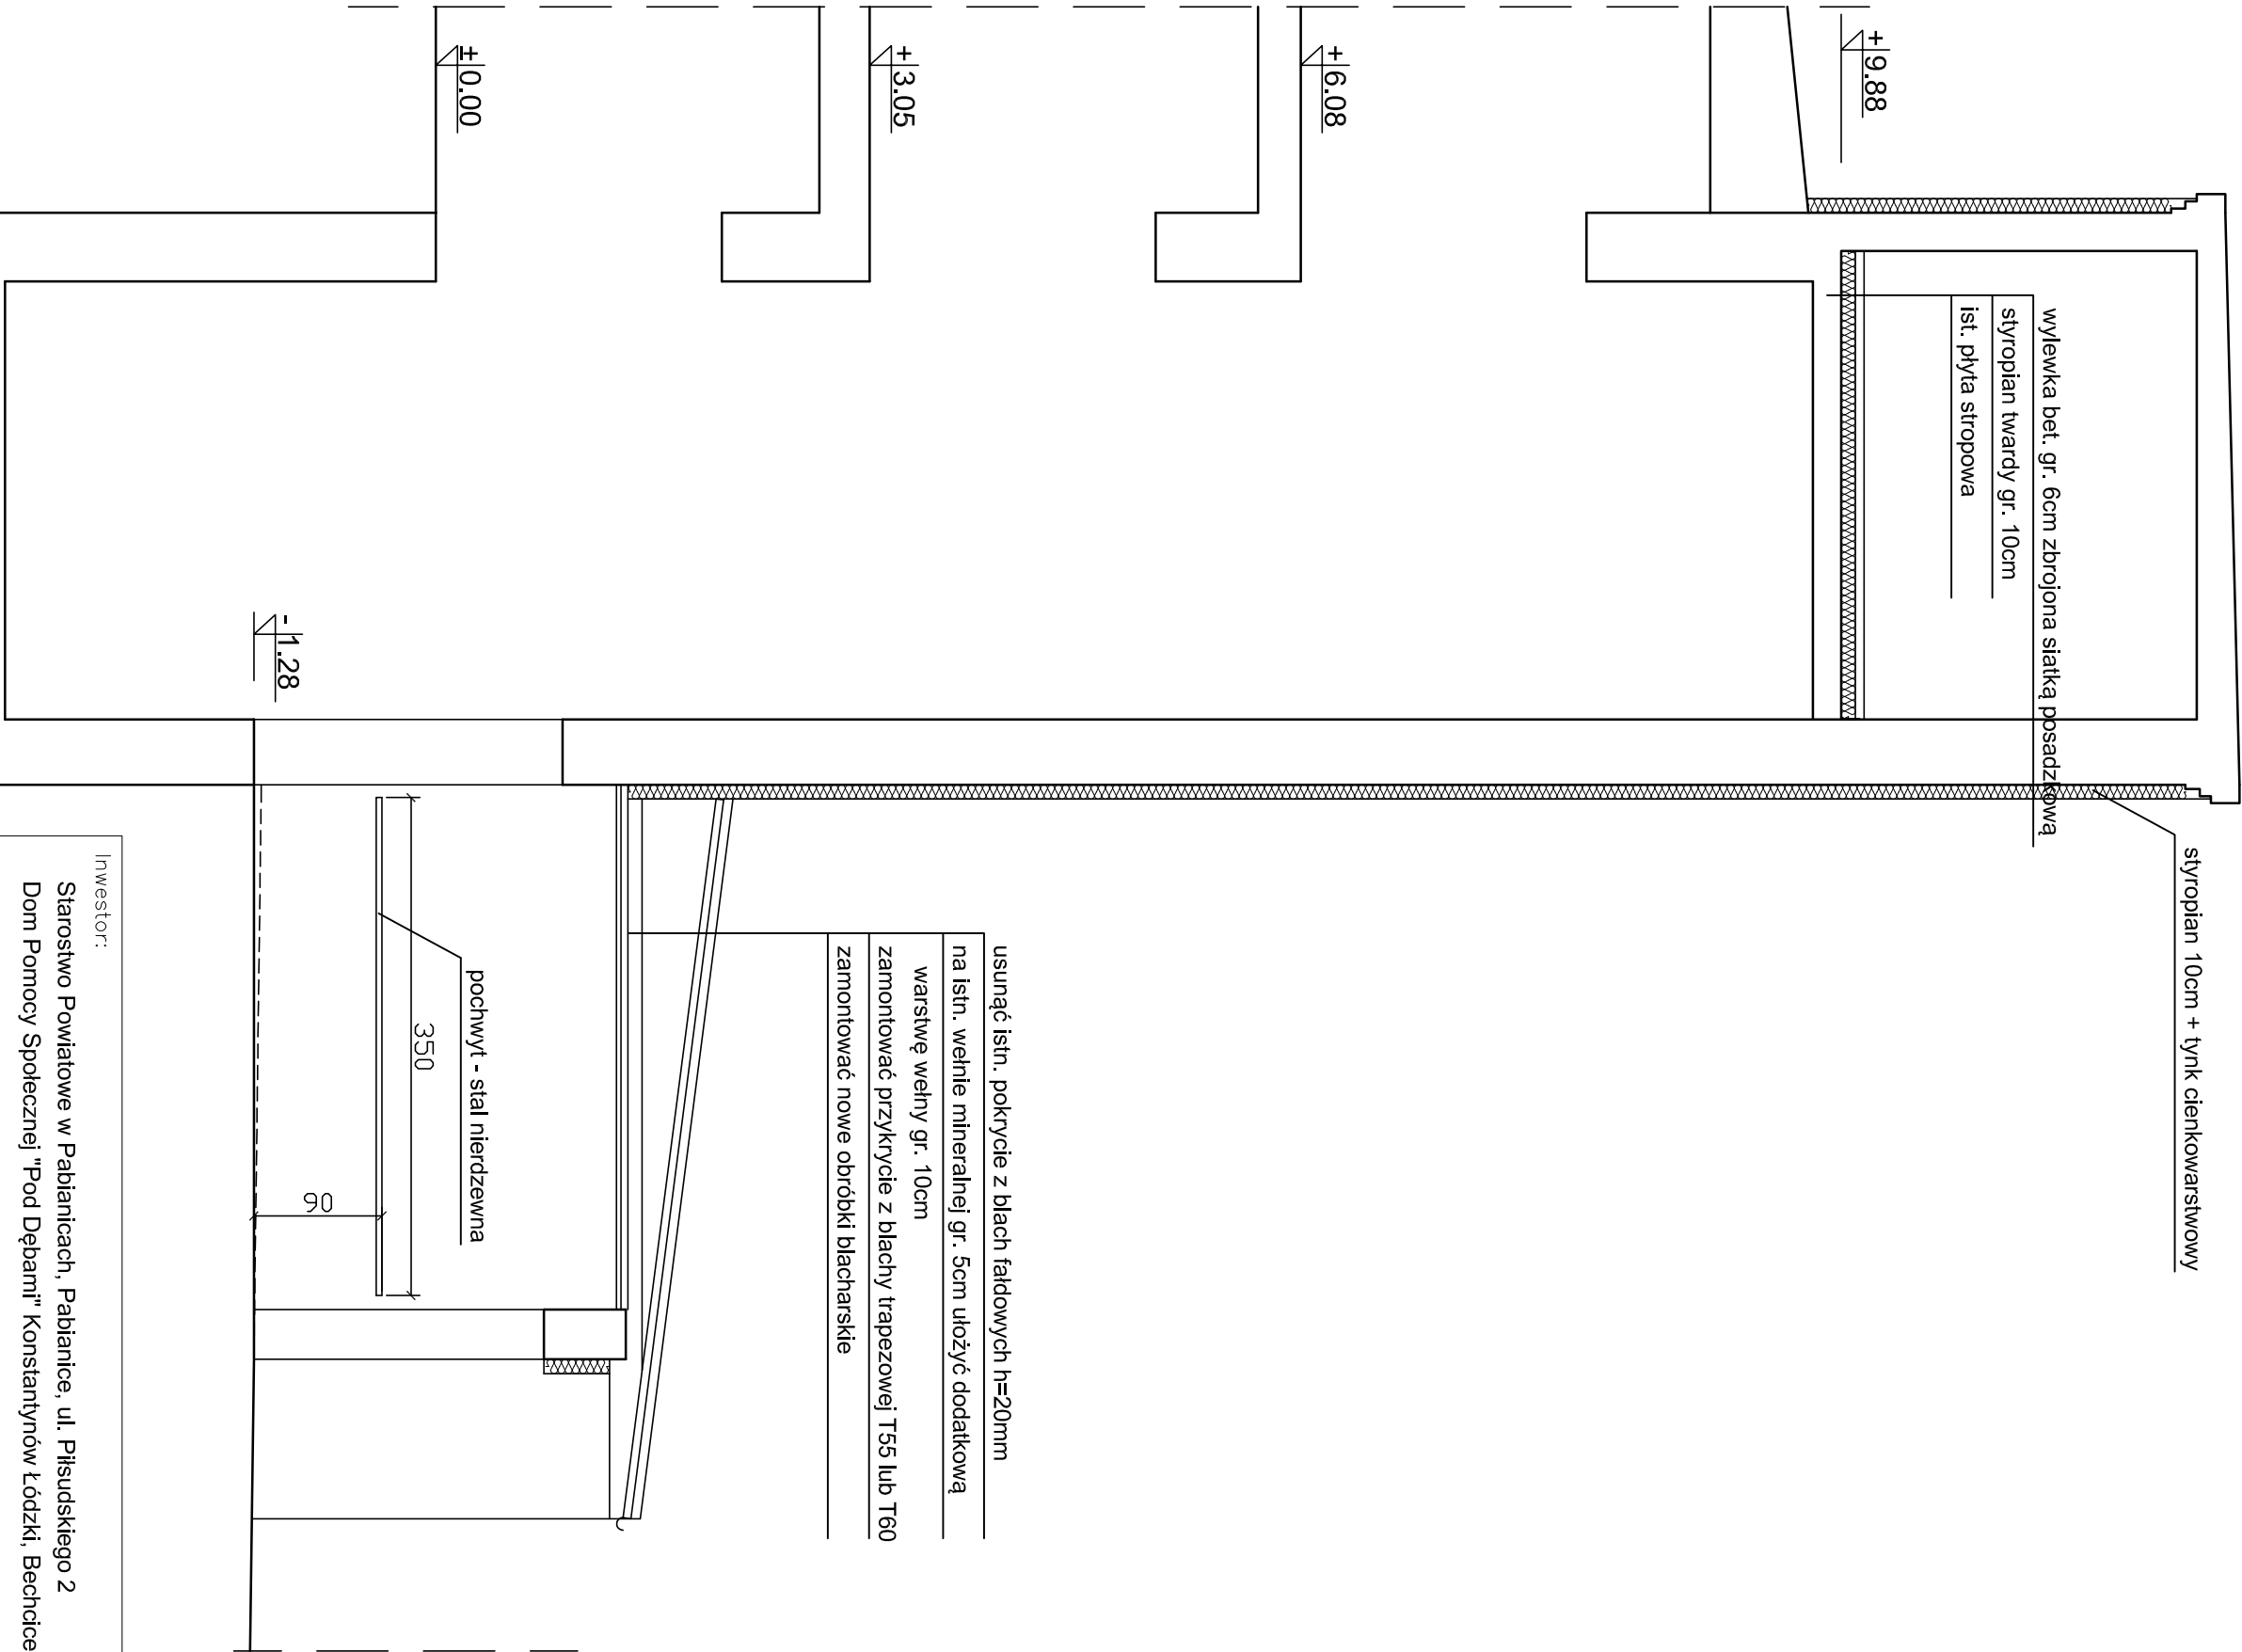 styropian 10cm + tynk cienkowarstwowy
wylewka bet. gr. 6cm zbrojona siatką posadzkową
styropian twardy gr. 10cm
ist. płyta stropowa
+9.88
+6.08
+3.05
±0.00
-1.28
usunąć istn. pokrycie z blach fałdowych h=20mm
na istn. wełnie mineralnej gr. 5cm ułożyć dodatkową
warstwę wełny gr. 10cm
zamontować przykrycie z blachy trapezowej T55 lub T60
zamontować nowe obróbki blacharskie
pochwyt - stal nierdzewna
350
90
Inwestor:
Starostwo Powiatowe w Pabianicach, Pabianice, ul. Piłsudskiego 2
Dom Pomocy Społecznej "Pod Dębami" Konstantynów Łódzki, Bechcice